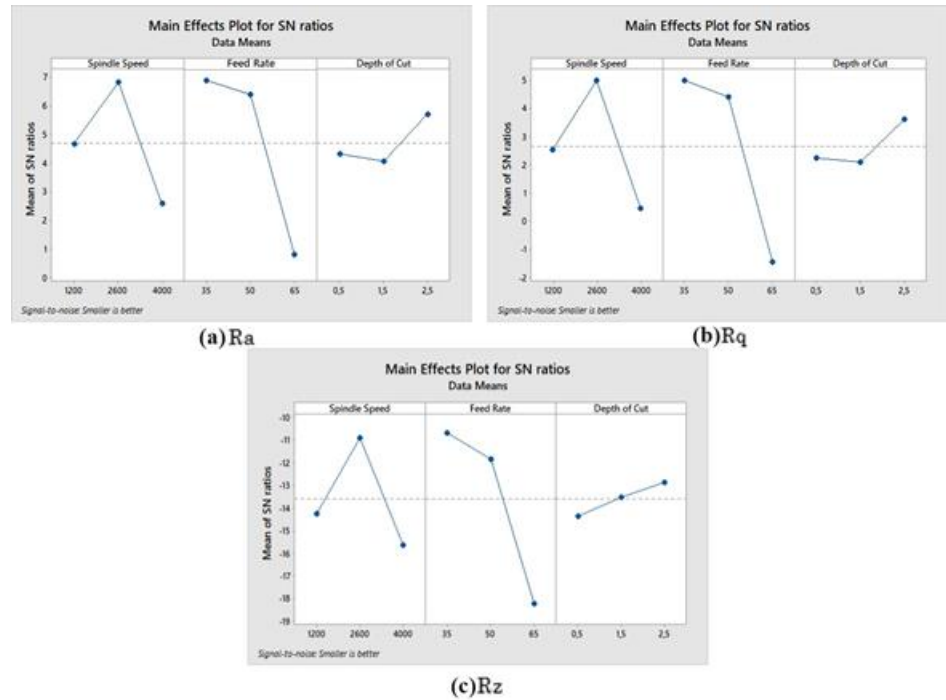 Main Effects Plot for SN ratios
Data Means
Spindle Speed Feed Rate Depth of Cut
Mean of SN ratios
7
6
5
4
3
2
1
0
1200 2600 4000 35 50 65 0,5 1,5 2,5
Signal-to-noise: Smaller is better
(a) Ra
Main Effects Plot for SN ratios
Data Means
Spindle Speed Feed Rate Depth of Cut
Mean of SN ratios
5
4
3
2
1
0
-1
-2
1200 2600 4000 35 50 65 0,5 1,5 2,5
Signal-to-noise: Smaller is better
(b)Rq
Main Effects Plot for SN ratios
Data Means
Spindle Speed Feed Rate Depth of Cut
Mean of SN ratios
-10
-11
-12
-13
-14
-15
-16
-17
-18
-19
1200 2600 4000 35 50 65 0,5 1,5 2,5
Signal-to-noise: Smaller is better
(c)Rz